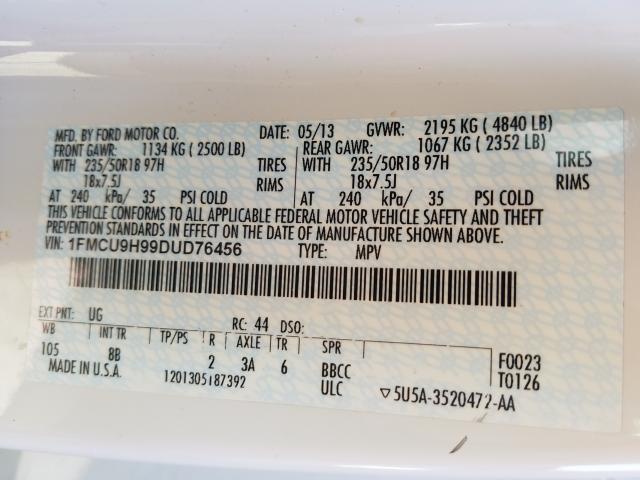 MFD. BY FORD MOTOR CO. DATE: 05/13 GVWR: 2195 KG ( 4840 LB)
FRONT GAWR: 1134 KG ( 2500 LB) REAR GAWR: 1067 KG ( 2352 LB)
WITH 235/50R18 97H TIRES WITH 235/50R18 97H TIRES
18x7.5J RIMS 18x7.5J RIMS
AT 240 kPa/ 35 PSI COLD AT 240 kPa/ 35 PSI COLD
THIS VEHICLE CONFORMS TO ALL APPLICABLE FEDERAL MOTOR VEHICLE SAFETY AND THEFT
PREVENTION STANDARDS IN EFFECT ON THE DATE OF MANUFACTURE SHOWN ABOVE.
VIN: 1FMCU9H99DUD76456 TYPE: MPV
EXT PNT: UG RC: 44 DSO:
WB INT TR TP/PS R AXLE TR SPR F0023
105 8B 2 3A 6 BBCC T0126
MADE IN U.S.A. 1201305187392 ULC ▽5U5A-3520472-AA